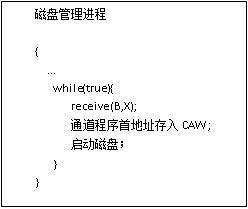 磁盘管理进程
{
...
while(true){
receive(B,X);
通道程序首地址存入 CAW;
启动磁盘；
}
}